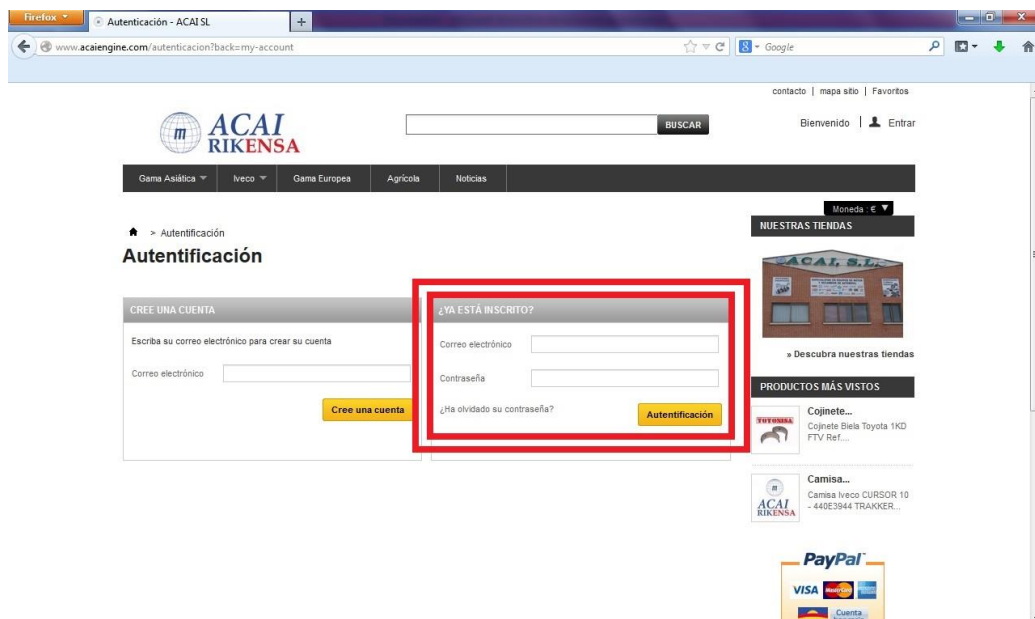 Firefox
Autenticación - ACAI SL
www.acaiengine.com/autenticacion?back=my-account
Google
contacto | mapa sitio | Favoritos
m ACAI
RIKENSA
BUSCAR
Bienvenido | Entrar
Gama Asiática
Iveco
Gama Europea
Agrícola
Noticias
Moneda : €
> Autentificación
Autentificación
CREE UNA CUENTA
Escriba su correo electrónico para crear su cuenta
Correo electrónico
Cree una cuenta
¿YA ESTÁ INSCRITO?
Correo electrónico
Contraseña
¿Ha olvidado su contraseña?
Autentificación
NUESTRAS TIENDAS
ACAI, S.L.
» Descubra nuestras tiendas
PRODUCTOS MÁS VISTOS
Cojinete...
Cojinete Biela Toyota 1KD
FTV Ref....
Camisa...
Camisa Iveco CURSOR 10
- 440E3944 TRAKKER...
m
ACAI
RIKENSA
PayPal
VISA MasterCard
Cuenta